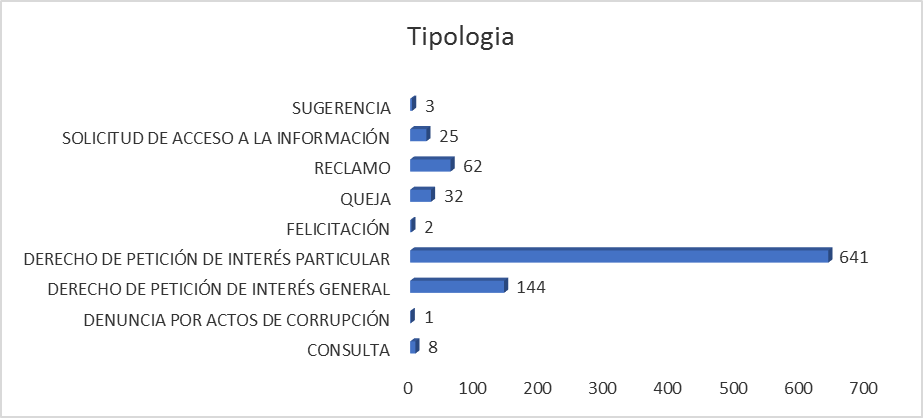 Tipologia
SUGERENCIA 3
SOLICITUD DE ACCESO A LA INFORMACIÓN 25
RECLAMO 62
QUEJA 32
FELICITACIÓN 2
DERECHO DE PETICIÓN DE INTERÉS PARTICULAR 641
DERECHO DE PETICIÓN DE INTERÉS GENERAL 144
DENUNCIA POR ACTOS DE CORRUPCIÓN 1
CONSULTA 8
0 100 200 300 400 500 600 700